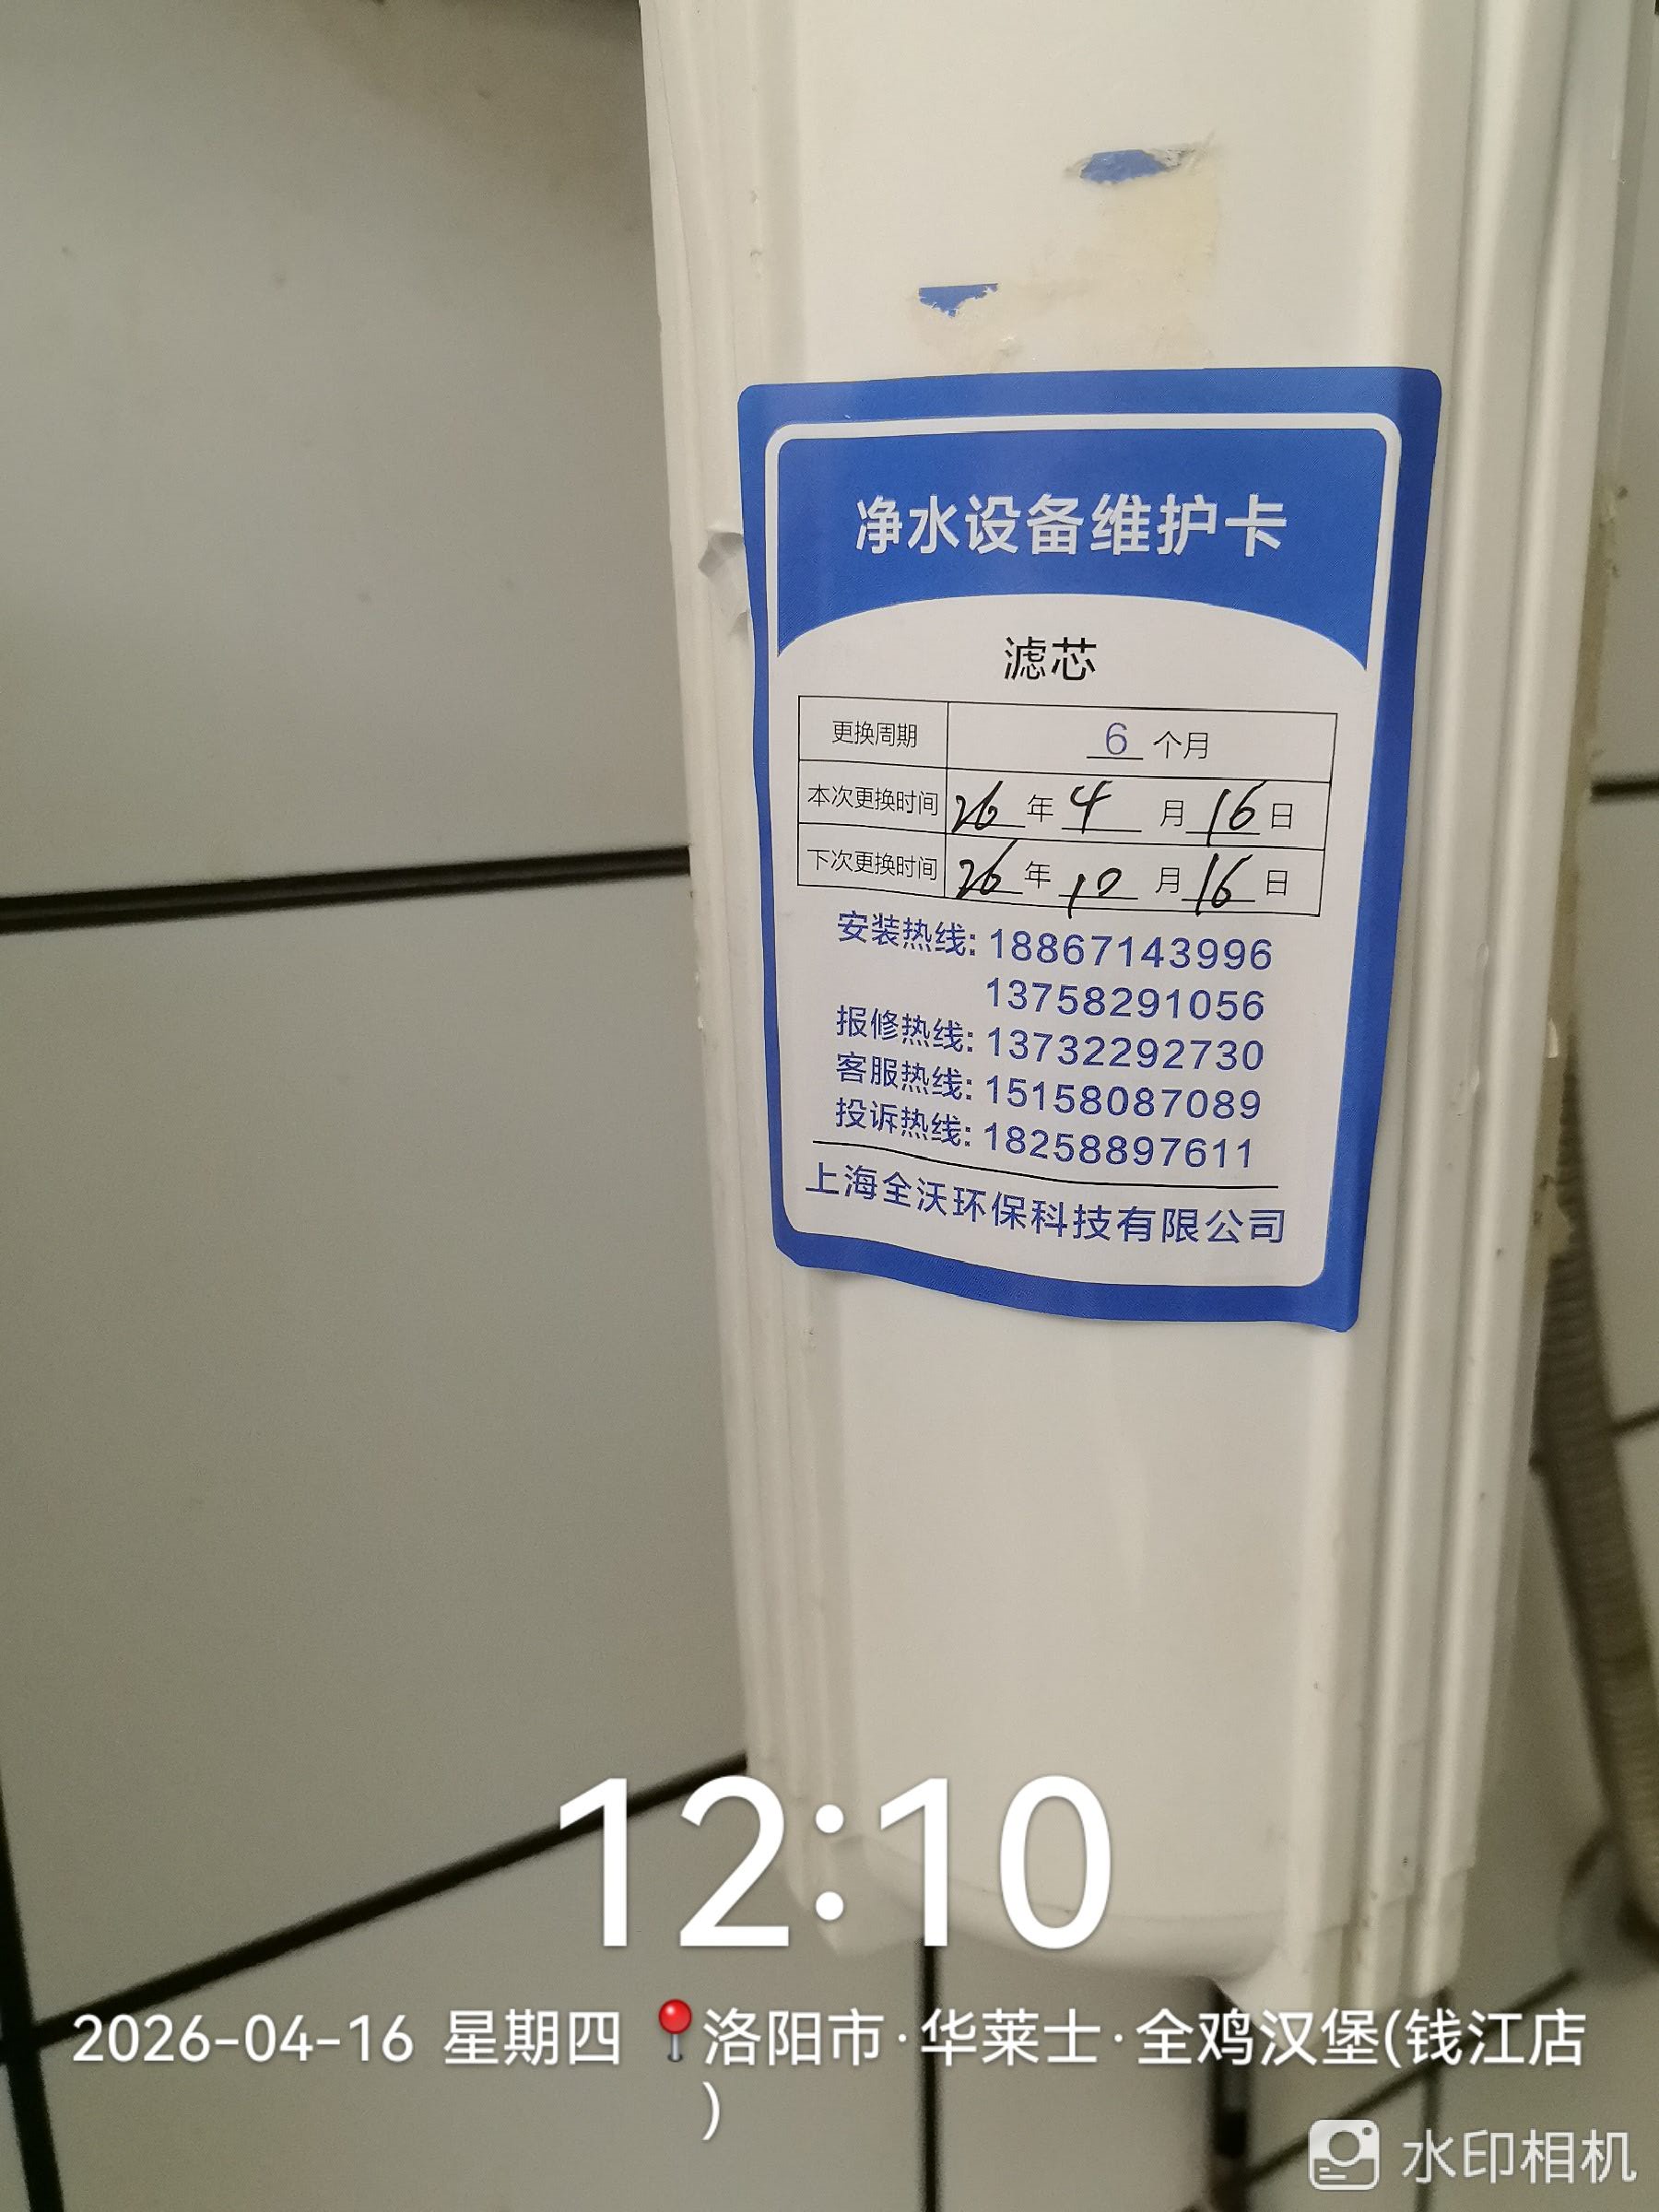 净水设备维护卡
滤芯
更换周期 6 个月
本次更换时间 26 年 4 月 16 日
下次更换时间 26 年 10 月 16 日
安装热线: 18867143996
13758291056
报修热线: 13732292730
客服热线: 15158087089
投诉热线: 18258897611
上海全沃环保科技有限公司
12:10
2026-04-16 星期四 洛阳市·华莱士·全鸡汉堡(钱江店
)
水印相机